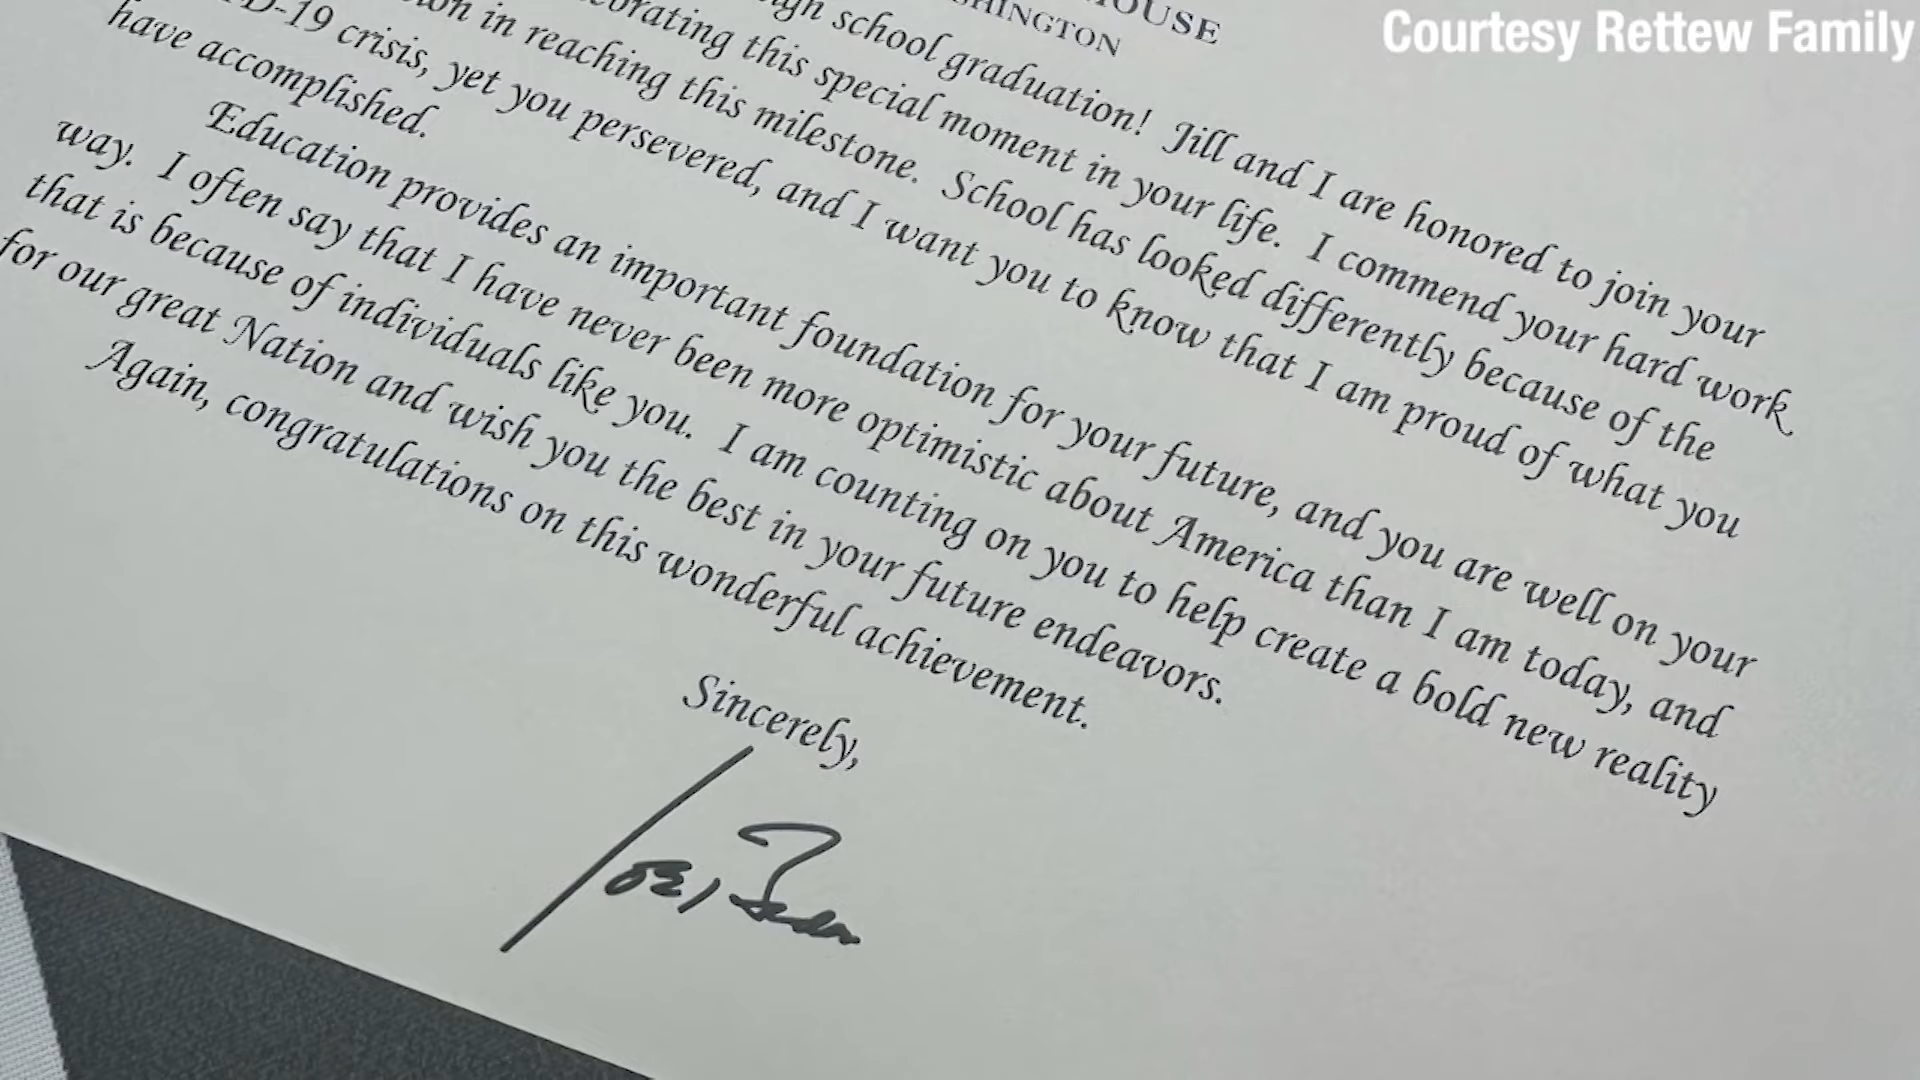 Courtesy Rettew Family
school graduation! Jill and I are honored to join your
this special moment in your life. I commend your hard work
in reaching this milestone. School has looked differently because of the
D-19 crisis, yet you persevered, and I want you to know that I am proud of what you
have accomplished.
Education provides an important foundation for your future, and you are well on your
way. I often say that I have never been more optimistic about America than I am today, and
that is because of individuals like you. I am counting on you to help create a bold new reality
for our great Nation and wish you the best in your future endeavors.
Again, congratulations on this wonderful achievement.
Sincerely,
Joe Biden